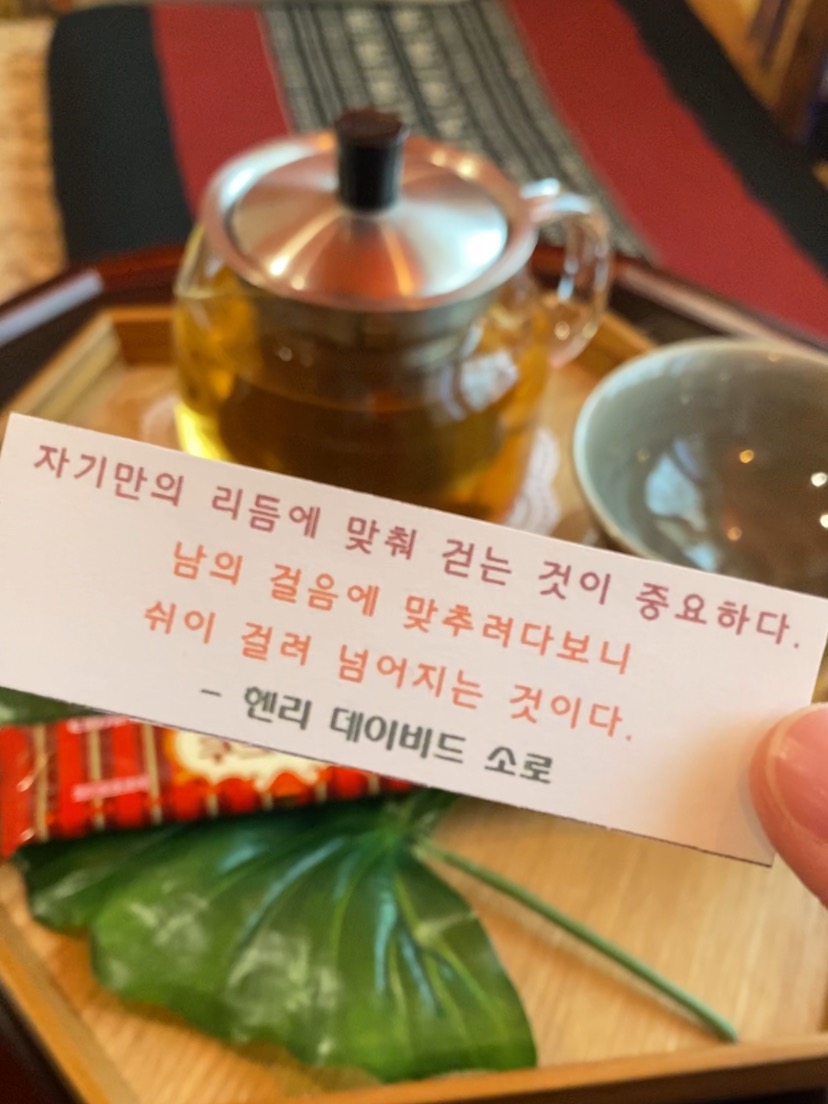 자기만의 리듬에 맞춰 걷는 것이 중요하다.
남의 걸음에 맞추려다보니
쉬이 걸려 넘어지는 것이다.
- 헨리 데이비드 소로